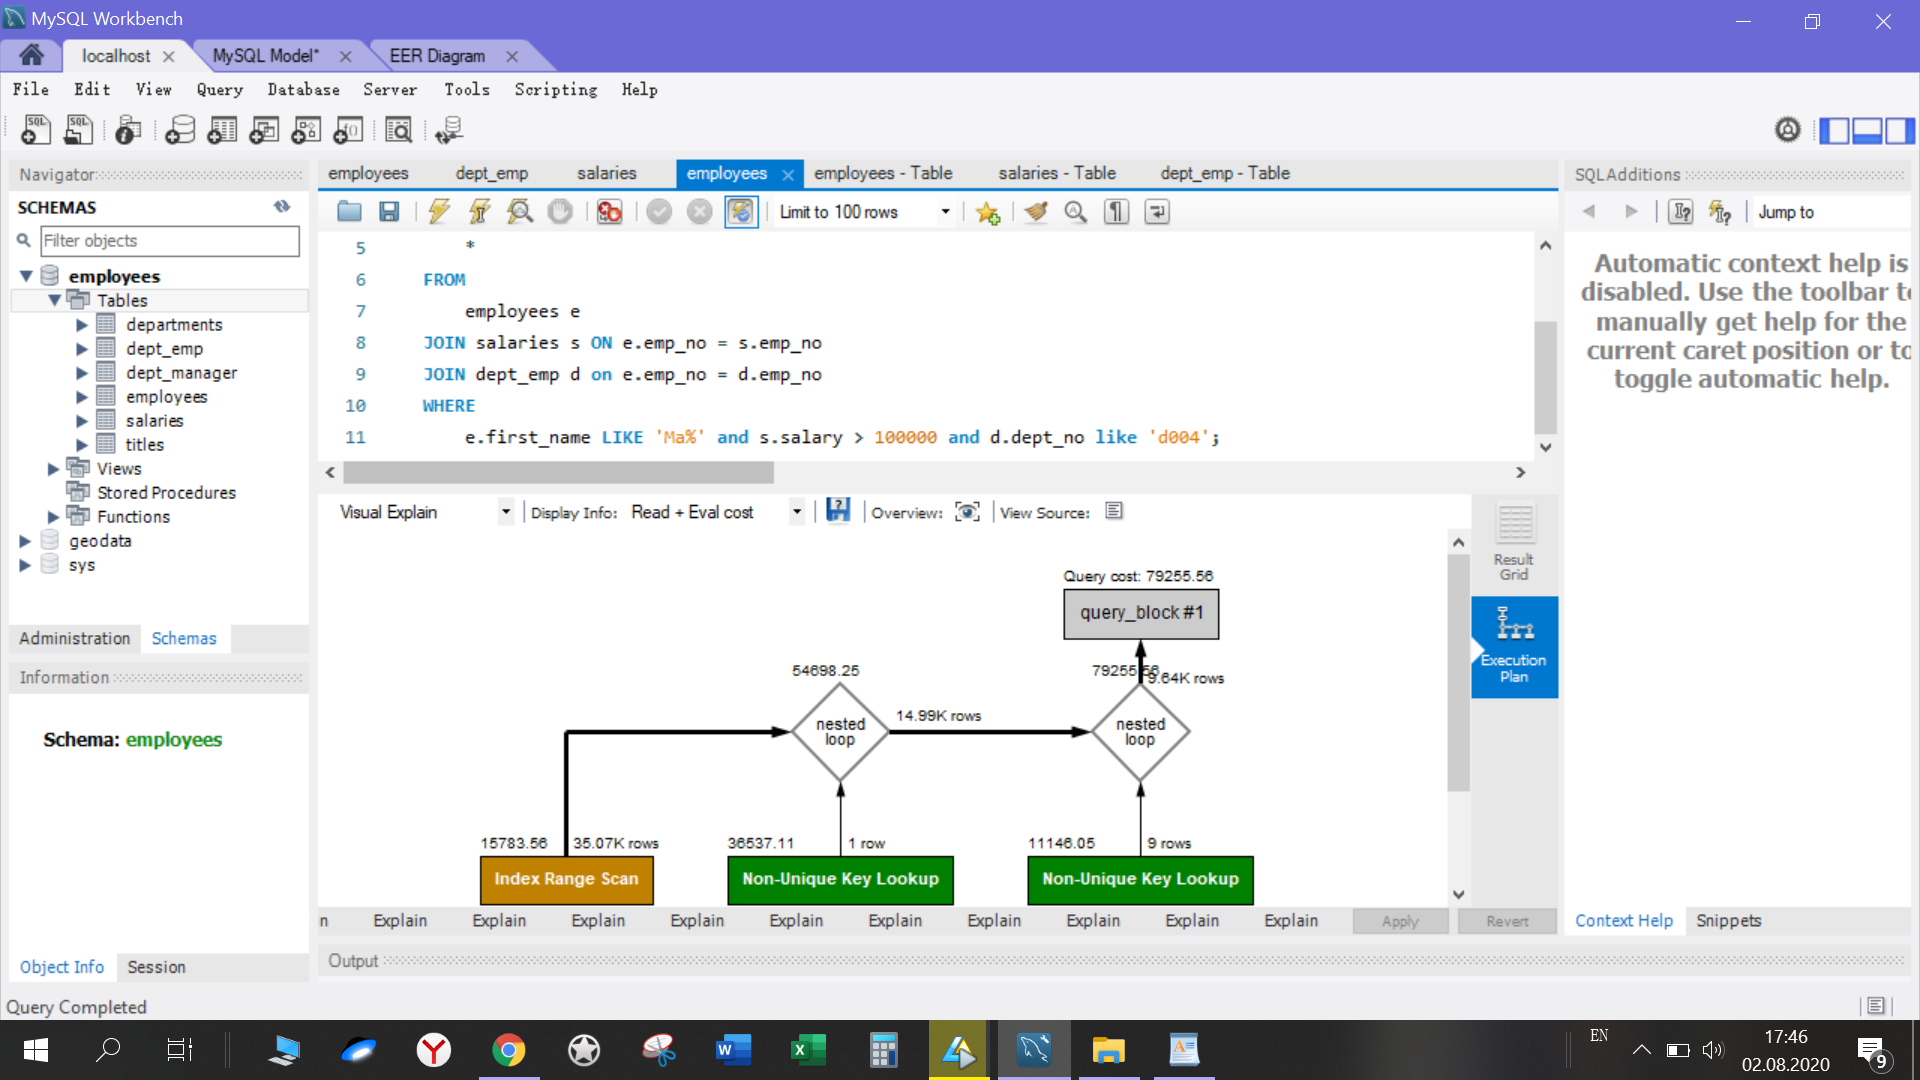 MySQL Workbench
localhost
MySQL Model*
EER Diagram
File Edit View Query Database Server Tools Scripting Help
Navigator
SCHEMAS
Filter objects
employees
Tables
departments
dept_emp
dept_manager
employees
salaries
titles
Views
Stored Procedures
Functions
geodata
sys
Administration Schemas
Information
Schema: employees
Object Info Session
Query Completed
employees dept_emp salaries employees employees - Table salaries - Table dept_emp - Table
Limit to 100 rows
5 *
6 FROM
7 employees e
8 JOIN salaries s ON e.emp_no = s.emp_no
9 JOIN dept_emp d on e.emp_no = d.emp_no
10 WHERE
11 e.first_name LIKE 'Ma%' and s.salary > 100000 and d.dept_no like 'd004';
Visual Explain Display Info: Read + Eval cost Overview: View Source:
Query cost: 79255.56
query_block #1
54698.25
79255.56
9.64K rows
nested loop
14.99K rows
nested loop
15783.56 35.07K rows
36537.11 1 row
11146.05 9 rows
Index Range Scan
Non-Unique Key Lookup
Non-Unique Key Lookup
n Explain Explain Explain Explain Explain Explain Explain Explain Explain Explain Apply Revert
Output
Result Grid
Execution Plan
SQLAdditions
Jump to
Automatic context help is
disabled. Use the toolbar to
manually get help for the
current caret position or to
toggle automatic help.
Context Help Snippets
EN
17:46
02.08.2020
9